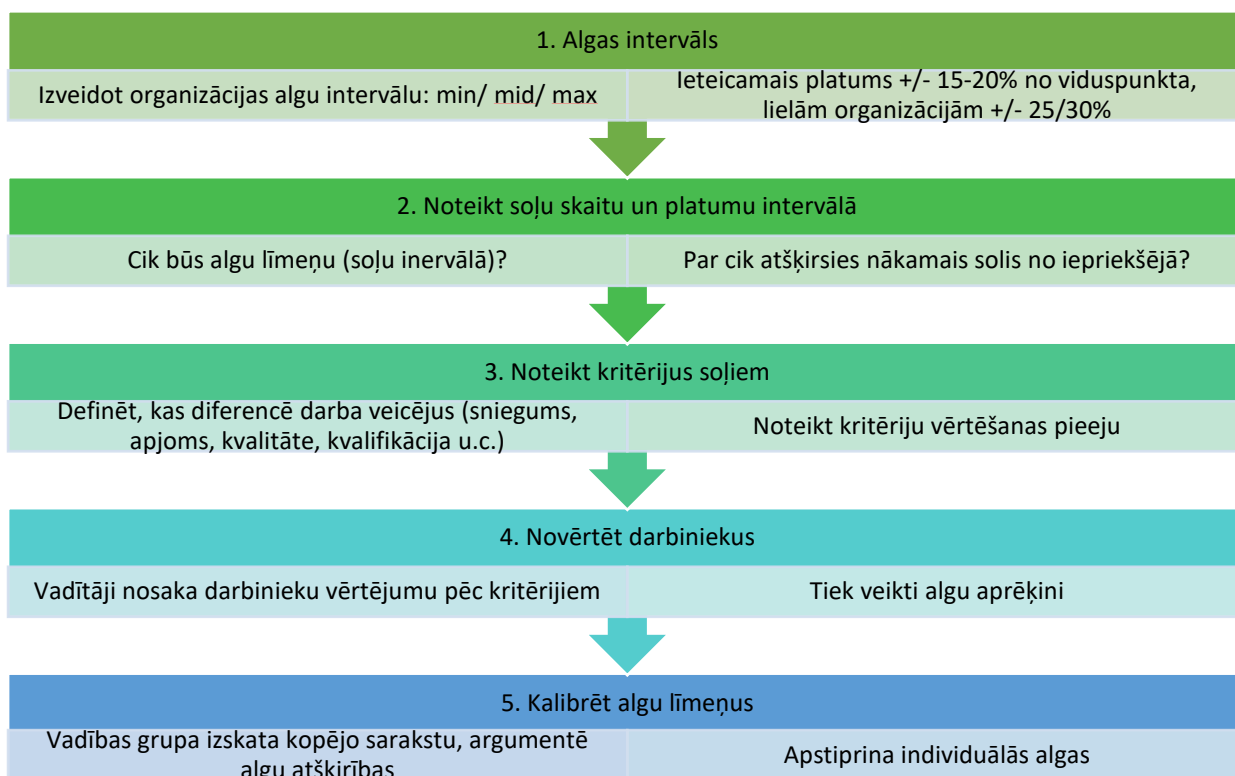 1. Algas intervāls
Izveidot organizācijas algu intervālu: min/ mid/ max
Ieteicamais platums +/- 15-20% no viduspunkta,
lielām organizācijām +/- 25/30%
2. Noteikt soļu skaitu un platumu intervālā
Cik būs algu līmeņu (soļu inervālā)?
Par cik atšķirsies nākamais solis no iepriekšējā?
3. Noteikt kritērijus soļiem
Definēt, kas diferencē darba veicējus (sniegums,
apjoms, kvalitāte, kvalifikācija u.c.)
Noteikt kritēriju vērtēšanas pieeju
4. Novērtēt darbiniekus
Vadītāji nosaka darbinieku vērtējumu pēc kritērijiem
Tiek veikti algu aprēķini
5. Kalibrēt algu līmeņus
Vadības grupa izskata kopējo sarakstu, argumentē
algu atšķirības
Apstiprina individuālās algas